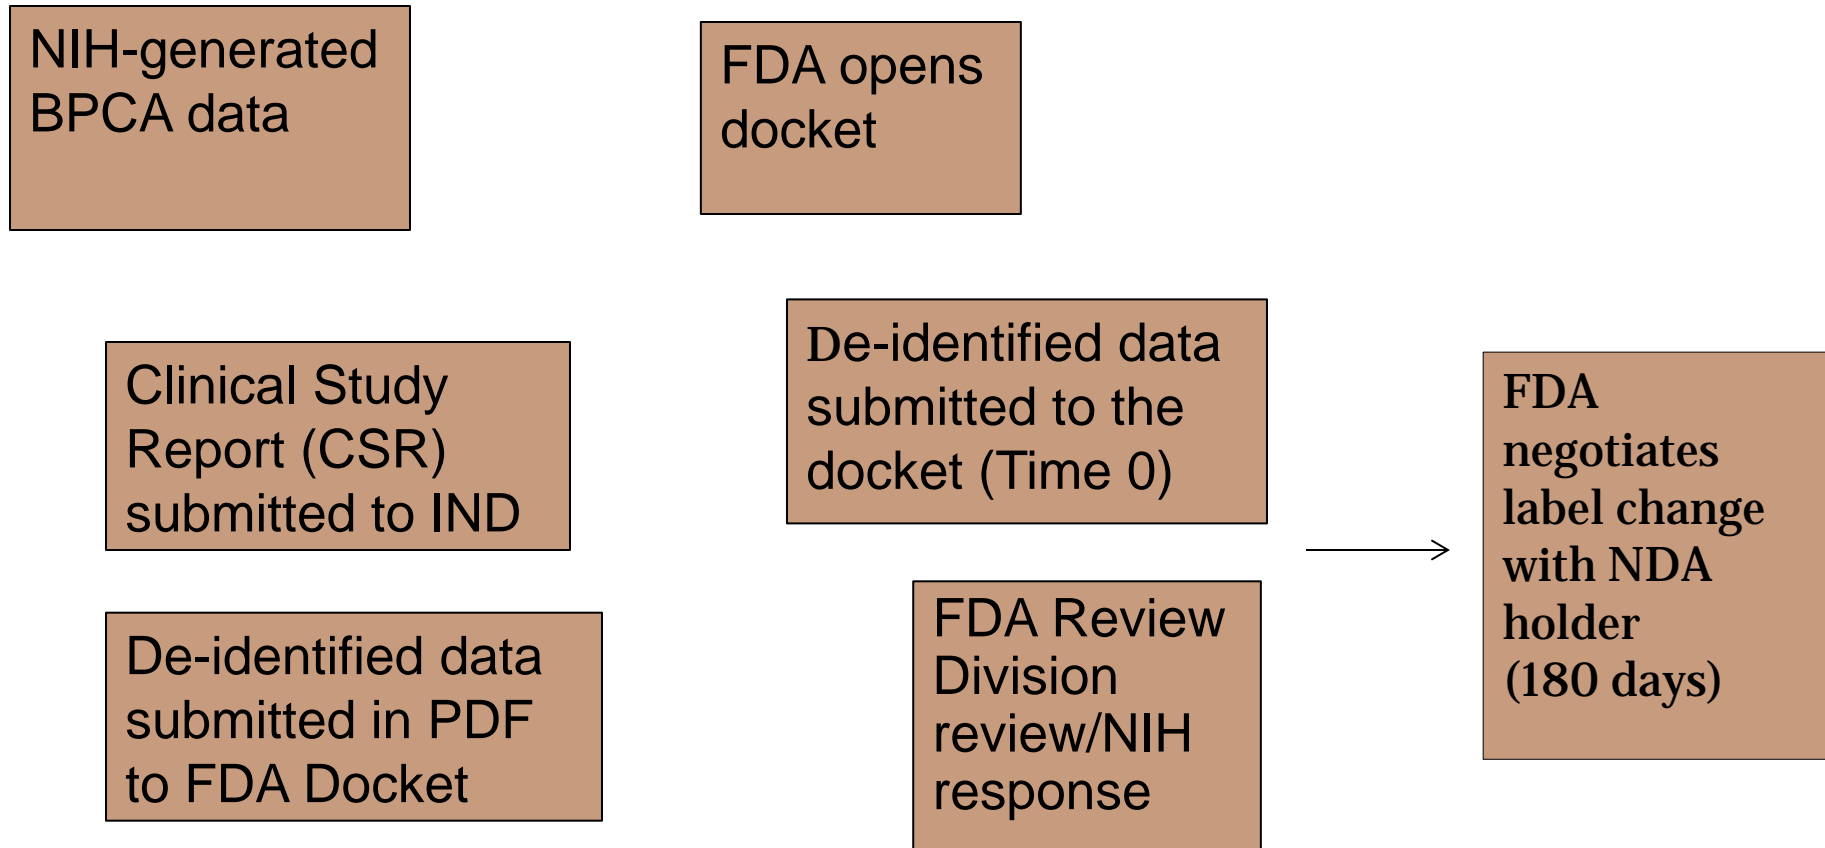 NIH-generated
BPCA data
Clinical Study
Report (CSR)
submitted to IND
De-identified data
submitted in PDF
to FDA Docket
FDA opens
docket
De-identified data
submitted to the
docket (Time 0)
FDA Review
Division
review/NIH
response
FDA
negotiates
label change
with NDA
holder
(180 days)